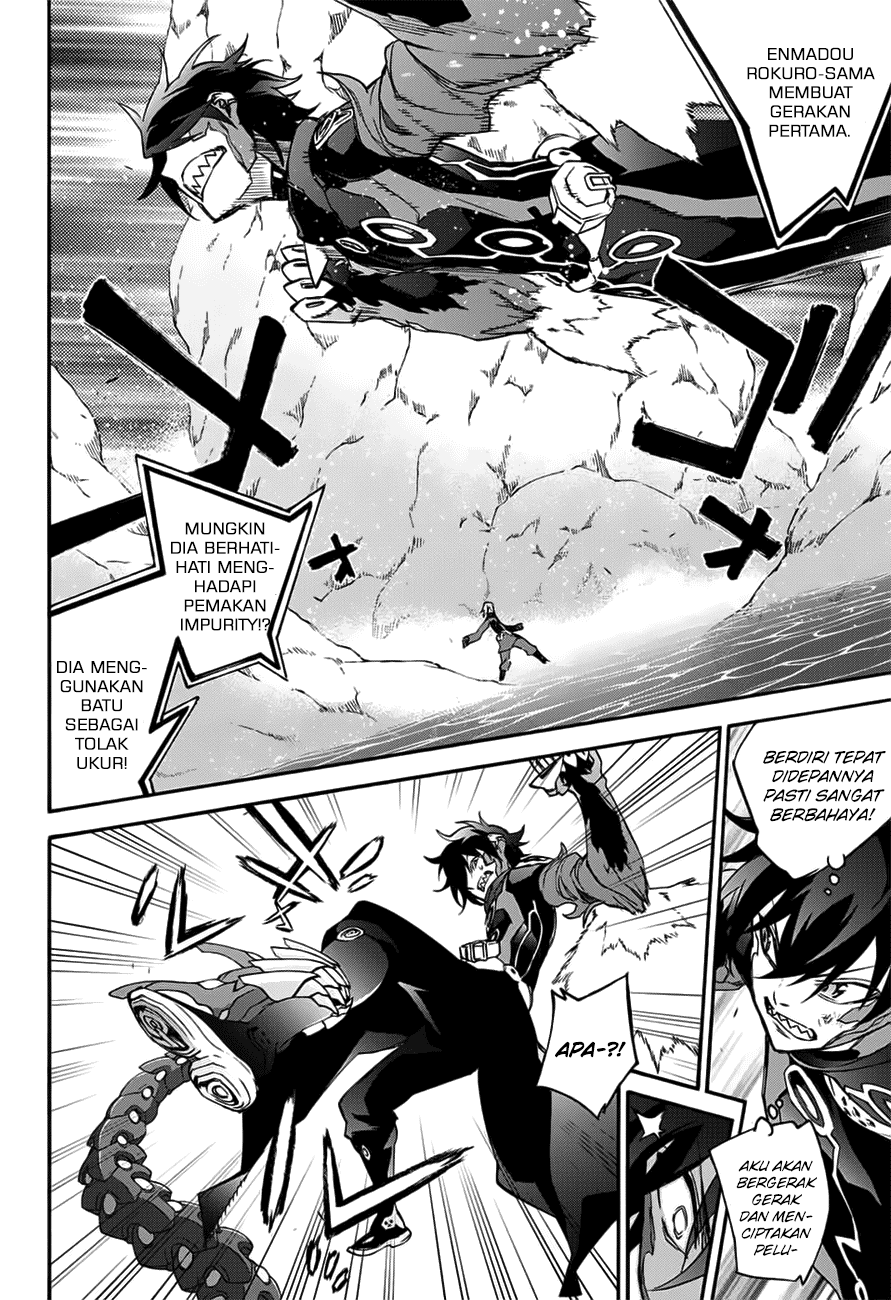 ENMADOU
ROKURO-SAMA
MEMBUAT
GERAKAN
PERTAMA.
MUNGKIN
DIA BERHATI-
HATI MENG-
HADAPI
PEMAKAN
IMPURITY!?
DIA MENG-
GUNAKAN
BATU
SEBAGAI
TOLAK
UKUR!
BERDIRI TEPAT
DIDEPANNYA
PASTI SANGAT
BERBAHAYA!
AKU AKAN
BERGERAK
GERAK
DAN MEN-
CIPTAKAN
PELU-
APA-?!